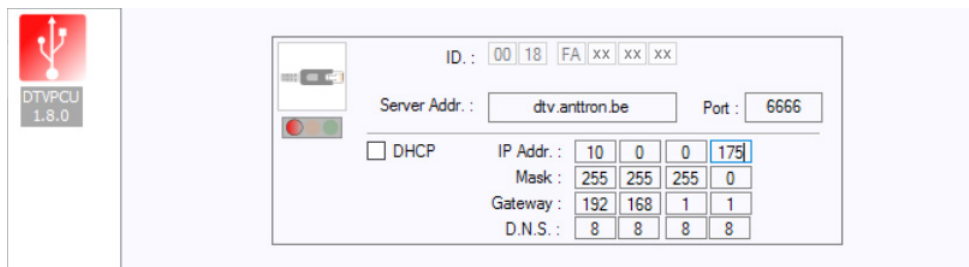 DTVPCU
1.8.0
ID. : 00 18 FA xx xx xx
Server Addr. : dtv.anttron.be Port : 6666
DHCP IP Addr. : 10 0 0 175
Mask : 255 255 255 0
Gateway : 192 168 1 1
D.N.S. : 8 8 8 8